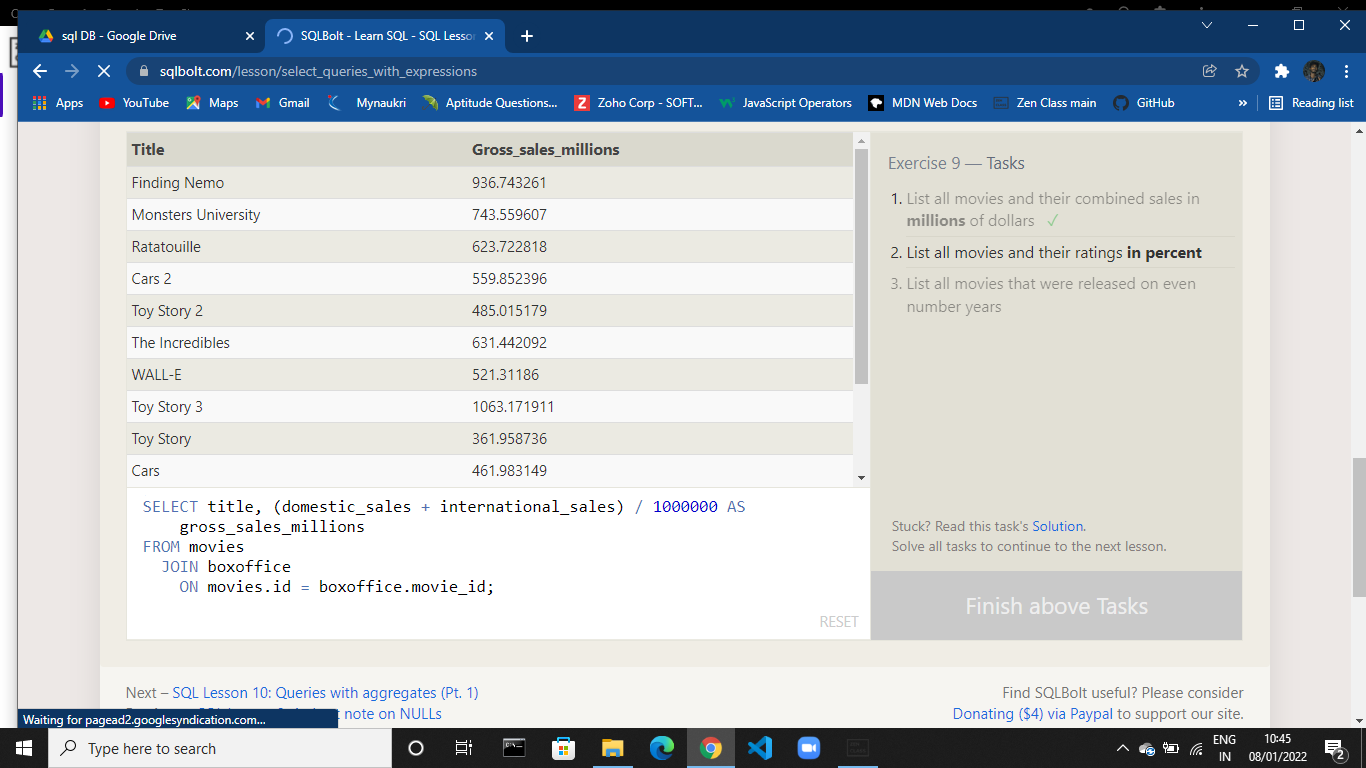 sql DB - Google Drive
SQLBolt - Learn SQL - SQL Lesson
sqlbolt.com/lesson/select_queries_with_expressions
Apps YouTube Maps Gmail Mynaukri Aptitude Questions... Zoho Corp - SOFT... JavaScript Operators MDN Web Docs Zen Class main GitHub » Reading list
Title Gross_sales_millions
Finding Nemo 936.743261
Monsters University 743.559607
Ratatouille 623.722818
Cars 2 559.852396
Toy Story 2 485.015179
The Incredibles 631.442092
WALL-E 521.31186
Toy Story 3 1063.171911
Toy Story 361.958736
Cars 461.983149
SELECT title, (domestic_sales + international_sales) / 1000000 AS
gross_sales_millions
FROM movies
JOIN boxoffice
ON movies.id = boxoffice.movie_id;
RESET
Exercise 9 — Tasks
1. List all movies and their combined sales in
millions of dollars ✓
2. List all movies and their ratings in percent
3. List all movies that were released on even
number years
Stuck? Read this task's Solution.
Solve all tasks to continue to the next lesson.
Finish above Tasks
Next – SQL Lesson 10: Queries with aggregates (Pt. 1)
note on NULLs
Find SQLBolt useful? Please consider
Donating ($4) via Paypal to support our site.
Waiting for pagead2.googlesyndication.com...
Type here to search
ENG
IN
10:45
08/01/2022
2